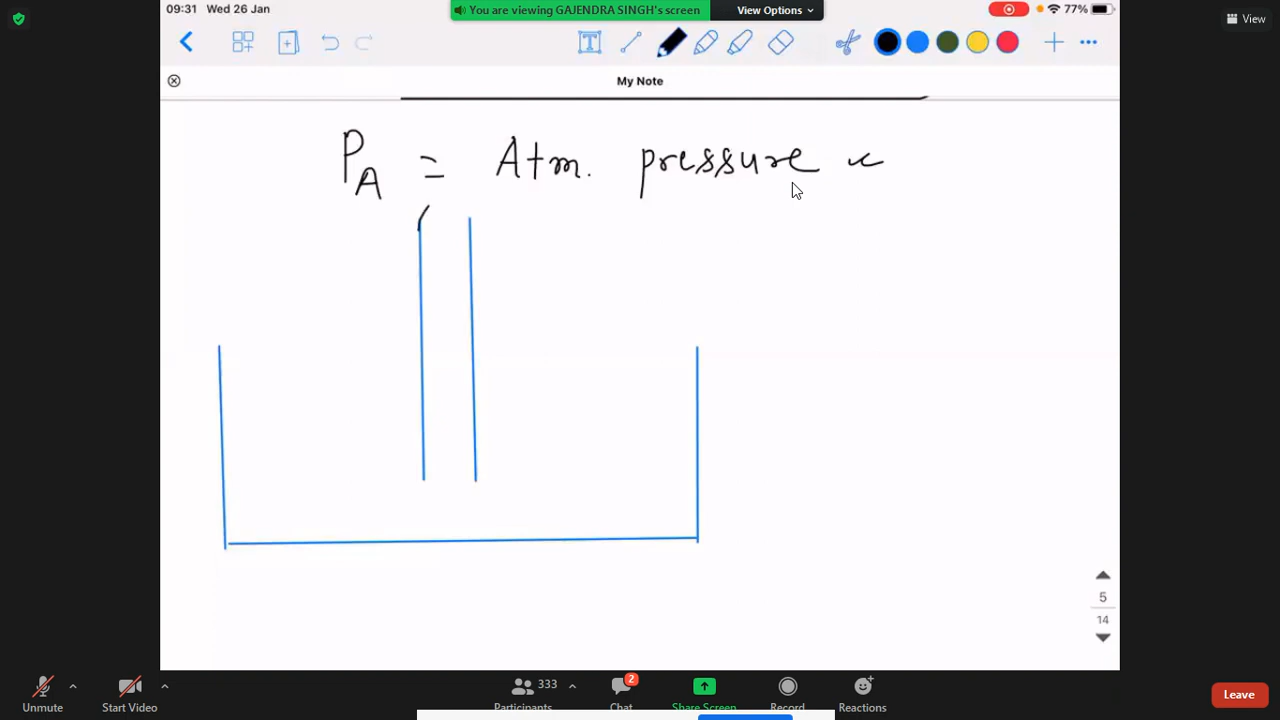 09:31 Wed 26 Jan
You are viewing GAJENDRA SINGH's screen
View Options
77%
View
T
My Note
P_A = Atm. pressure
5
14
Unmute
Start Video
333
Participants
2
Chat
Share Screen
Record
Reactions
Leave